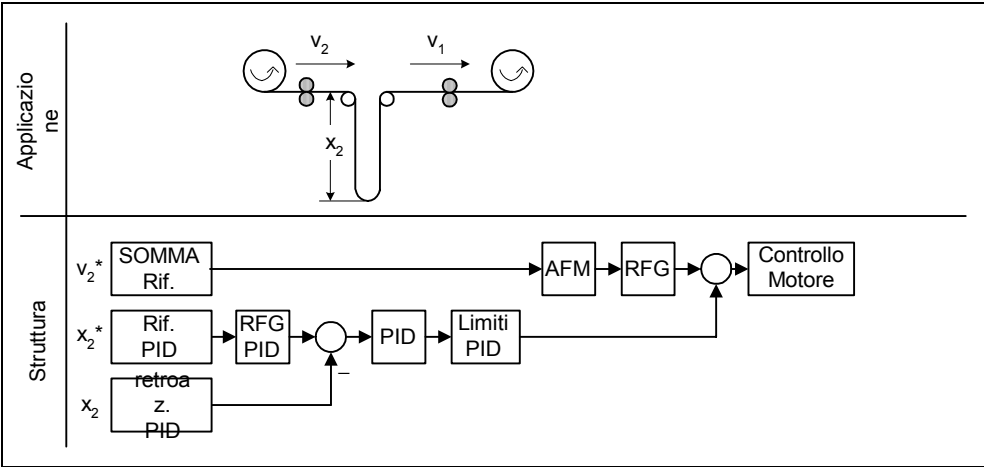 Applicazio
ne
v2
v1
x2
Struttura
v2*
SOMMA
Rif.
AFM
RFG
Controllo
Motore
x2*
Rif.
PID
RFG
PID
PID
Limiti
PID
–
x2
retroa
z.
PID